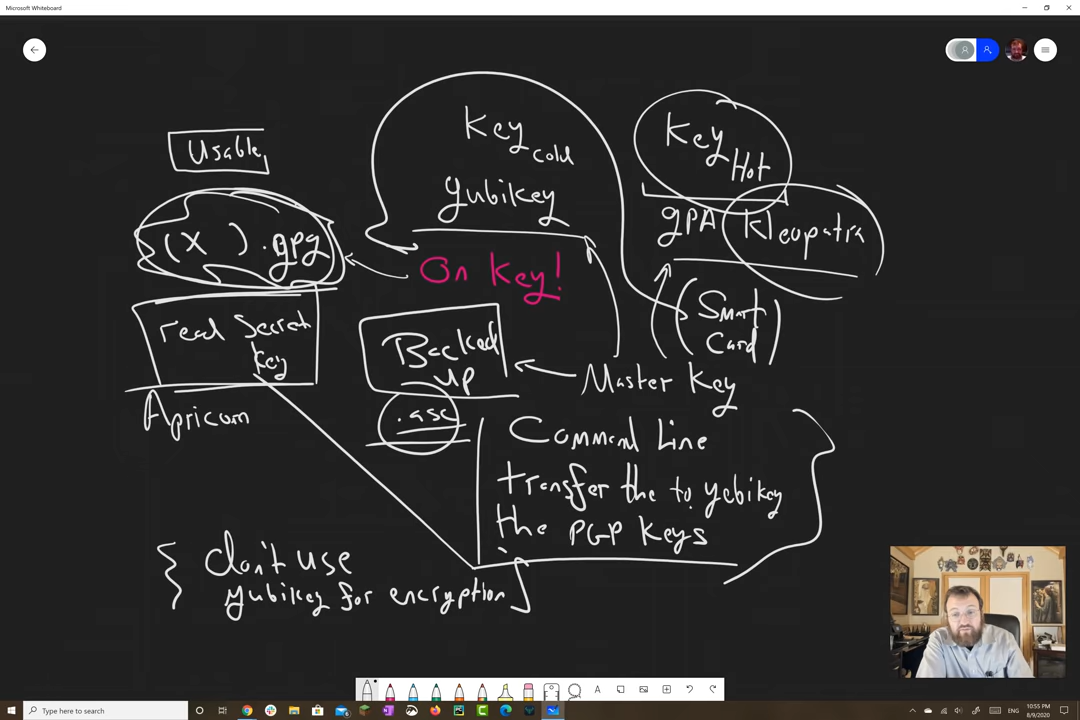 Microsoft Whiteboard
Usable
(X ).gpg
real Secret
Key
Apricorn
Key cold
yubikey
On Key!
Backed
up
.asc
Key Hot
GPA Kleopatra
(Smart
Card)
Master Key
Command Line
transfer the to yebikey
the PGP Keys
{ don't use
yubikey for encryption }
A
Type here to search
ENG
10:55 PM
8/9/2020